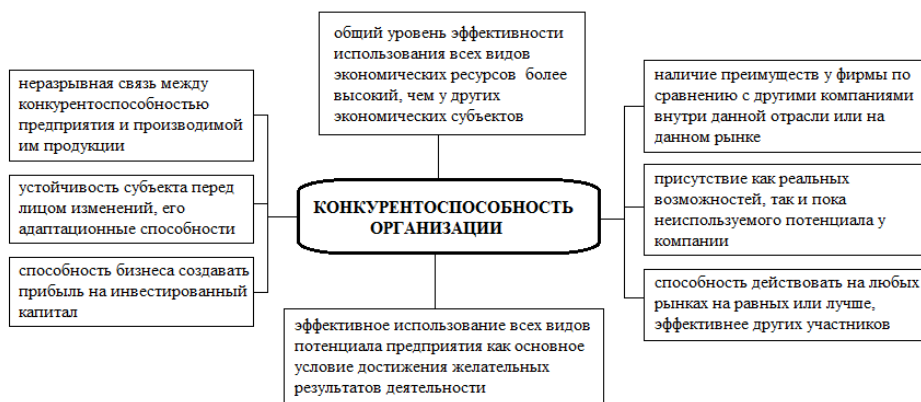 общий уровень эффективности
использования всех видов
экономических ресурсов более
высокий, чем у других
экономических субъектов
неразрывная связь между
конкурентоспособностью
предприятия и производимой
им продукции
устойчивость субъекта перед
лицом изменений, его
адаптационные способности
способность бизнеса создавать
прибыль на инвестированный
капитал
КОНКУРЕНТОСПОСОБНОСТЬ
ОРГАНИЗАЦИИ
наличие преимуществ у фирмы по
сравнению с другими компаниями
внутри данной отрасли или на
данном рынке
присутствие как реальных
возможностей, так и пока
неиспользуемого потенциала у
компании
способность действовать на любых
рынках на равных или лучше,
эффективнее других участников
эффективное использование всех видов
потенциала предприятия как основное
условие достижения желательных
результатов деятельности